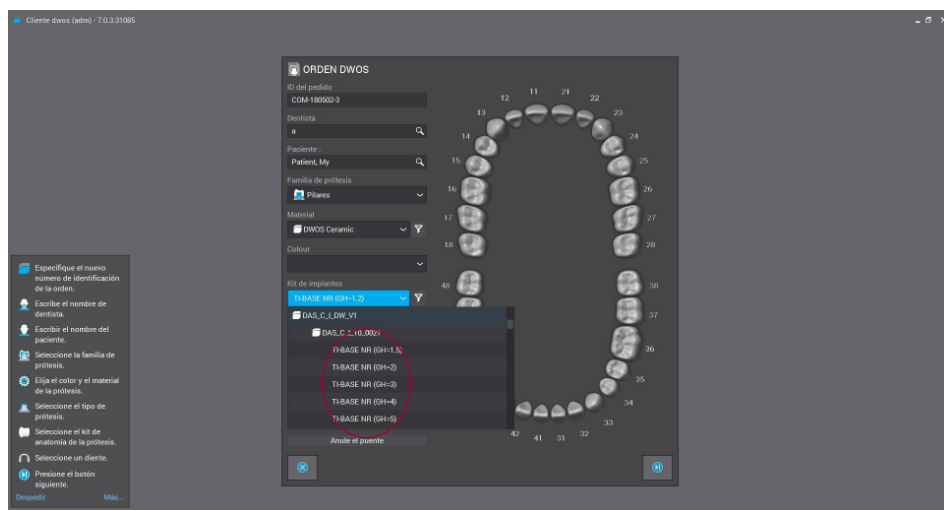 Cliente dwos (adm) - 7.0.3.31085
ORDEN DWOS
ID del pedido
COM-180502-3
Dentista
a
Paciente :
Patient, My
Familia de prótesis
Pilares
Material
DWOS Ceramic
Colour
Kit de implantes
TI-BASE NR (GH=1.2)
DAS_C_I_DW_V1
DAS_C_I_10_0021
TI-BASE NR (GH=1.5)
TI-BASE NR (GH=2)
TI-BASE NR (GH=3)
TI-BASE NR (GH=4)
TI-BASE NR (GH=5)
Anule el puente
11 21
12 22
13 23
14 24
15 25
16 26
17 27
18 28
48 38
37
36
35
34
33
42 41 31 32
Especifique el nuevo
número de identificación
de la orden.
Escribe el nombre de
dentista.
Escribir el nombre del
paciente.
Seleccione la familia de
prótesis.
Elija el color y el material
de la prótesis.
Seleccione el tipo de
prótesis.
Seleccione el kit de
anatomía de la prótesis.
Seleccione un diente.
Presione el botón
siguiente.
Despedir Más...